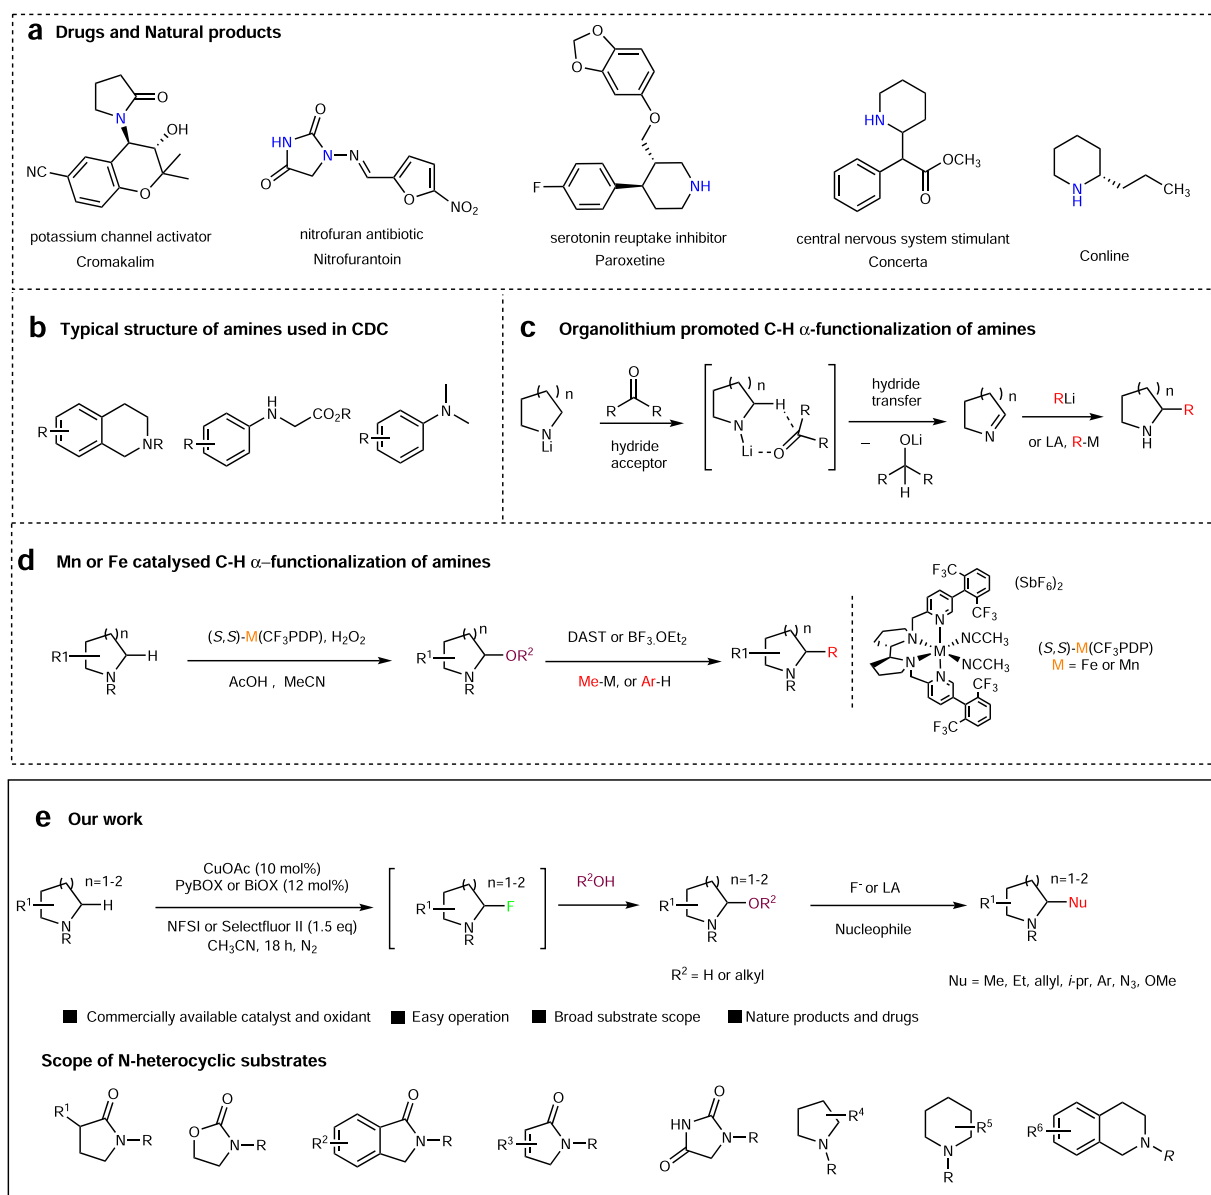 a Drugs and Natural products
N
O
OH
NC
O
potassium channel activator
Cromakalim
O
HN
N
N
O
O
NO2
nitrofuran antibiotic
Nitrofurantoin
O
O
O
F
NH
serotonin reuptake inhibitor
Paroxetine
HN
OCH3
O
central nervous system stimulant
Concerta
N
H
CH3
Conline
b Typical structure of amines used in CDC
R
NR
H
N
CO2R
R
N
R
c Organolithium promoted C-H α-functionalization of amines
( ) n
N
Li
O
R R
hydride
acceptor
( ) n
H
N
Li
O
R
R
hydride
transfer
–
OLi
R R
H
( ) n
N
RLi
or LA, R-M
( ) n
R
N
H
d Mn or Fe catalysed C-H α–functionalization of amines
( ) n
R1
H
N
R
(S,S)-M(CF3PDP), H2O2
AcOH , MeCN
( ) n
R1
OR2
N
R
DAST or BF3.OEt2
Me-M, or Ar-H
( ) n
R1
R
N
R
F3C
CF3
N
N
M
NCCH3
N
NCCH3
N
CF3
F3C
(SbF6)2
(S,S)-M(CF3PDP)
M = Fe or Mn
e Our work
( ) n=1-2
R1
H
N
R
CuOAc (10 mol%)
PyBOX or BiOX (12 mol%)
NFSI or Selectfluor II (1.5 eq)
CH3CN, 18 h, N2
( ) n=1-2
R1
F
N
R
R2OH
( ) n=1-2
R1
OR2
N
R
R2 = H or alkyl
F- or LA
Nucleophile
( ) n=1-2
R1
Nu
N
R
Nu = Me, Et, allyl, i-pr, Ar, N3, OMe
Commercially available catalyst and oxidant Easy operation Broad substrate scope Nature products and drugs
Scope of N-heterocyclic substrates
R1
O
N R
O
O
N R
O
R2
N R
O
R3
N R
HN
O
N R
O
R4
N
R
R5
N
R
R6
N
R